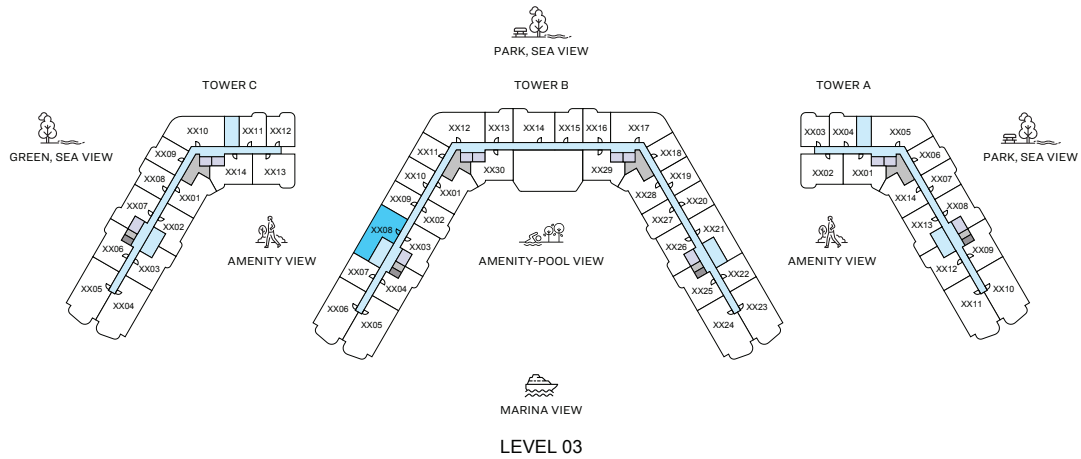 PARK, SEA VIEW
TOWER C
TOWER B
TOWER A
GREEN, SEA VIEW
PARK, SEA VIEW
XX10
XX11
XX12
XX09
XX08
XX14
XX13
XX07
XX01
XX06
XX02
XX05
XX03
XX04
XX12
XX13
XX14
XX15
XX16
XX17
XX11
XX18
XX10
XX30
XX29
XX19
XX09
XX01
XX28
XX20
XX08
XX02
XX27
XX21
XX07
XX03
XX26
XX22
XX06
XX04
XX25
XX23
XX05
XX24
XX03
XX04
XX05
XX02
XX01
XX06
XX07
XX14
XX08
XX13
XX09
XX12
XX10
XX11
AMENITY VIEW
AMENITY-POOL VIEW
AMENITY VIEW
MARINA VIEW
LEVEL 03